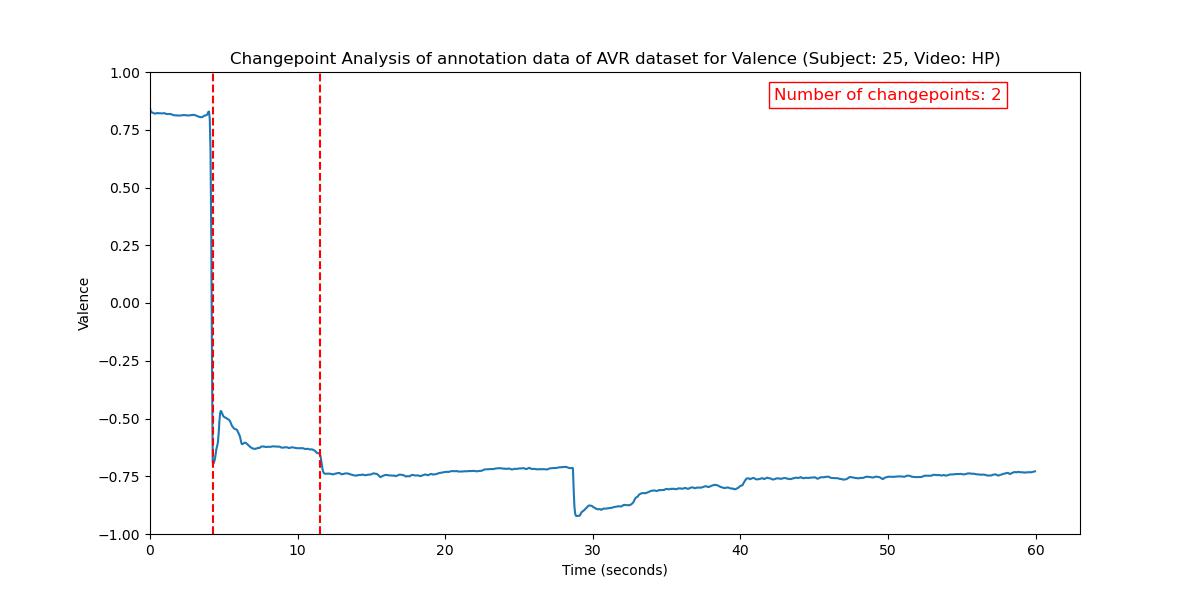 Changepoint Analysis of annotation data of AVR dataset for Valence (Subject: 25, Video: HP)
Number of changepoints: 2
1.00
0.75
0.50
0.25
0.00
−0.25
−0.50
−0.75
−1.00
Valence
0 10 20 30 40 50 60
Time (seconds)